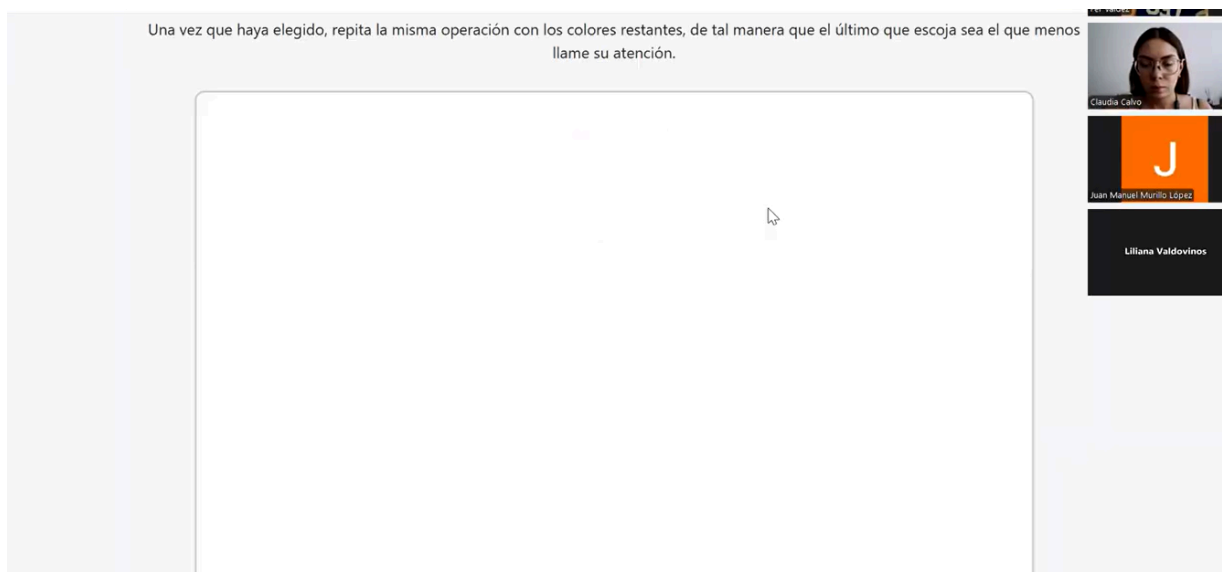 Una vez que haya elegido, repita la misma operación con los colores restantes, de tal manera que el último que escoja sea el que menos
llame su atención.
Claudia Calvo
J
Juan Manuel Murillo López
Liliana Valdovinos